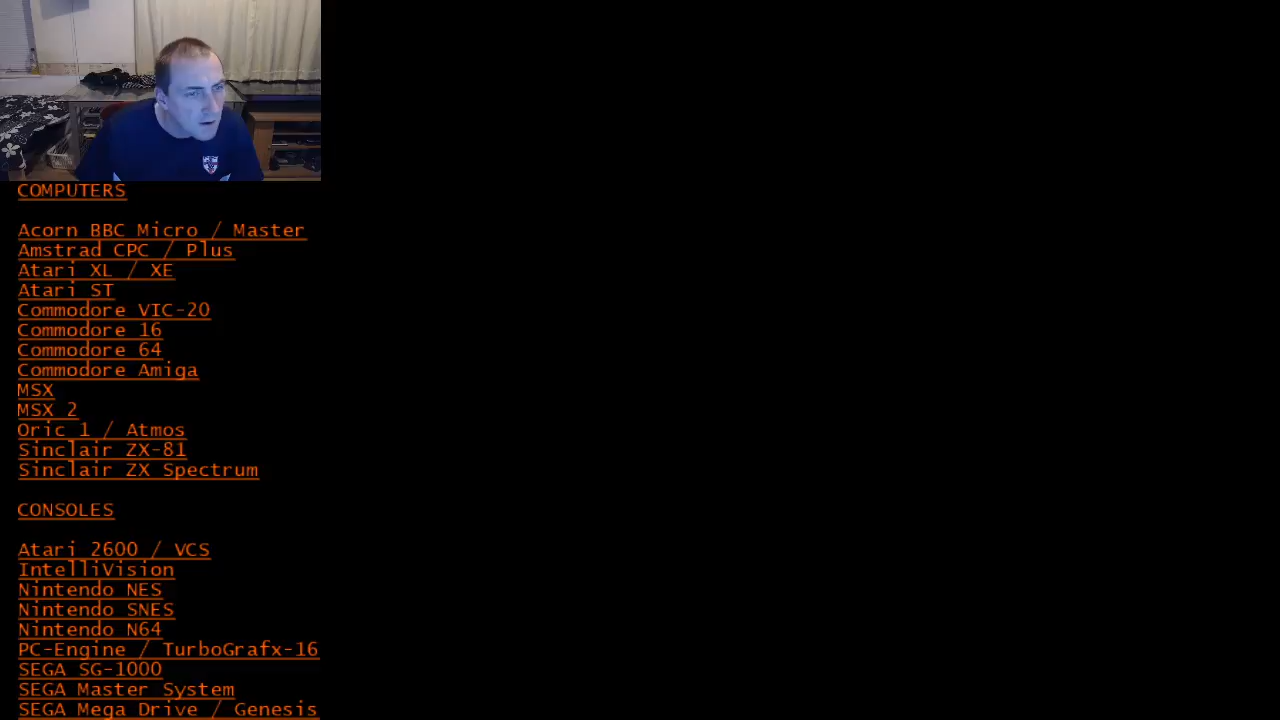 COMPUTERS
Acorn BBC Micro / Master
Amstrad CPC / Plus
Atari XL / XE
Atari ST
Commodore VIC-20
Commodore 16
Commodore 64
Commodore Amiga
MSX
MSX 2
Oric 1 / Atmos
Sinclair ZX-81
Sinclair ZX Spectrum
CONSOLES
Atari 2600 / VCS
IntelliVision
Nintendo NES
Nintendo SNES
Nintendo N64
PC-Engine / TurboGrafx-16
SEGA SG-1000
SEGA Master System
SEGA Mega Drive / Genesis